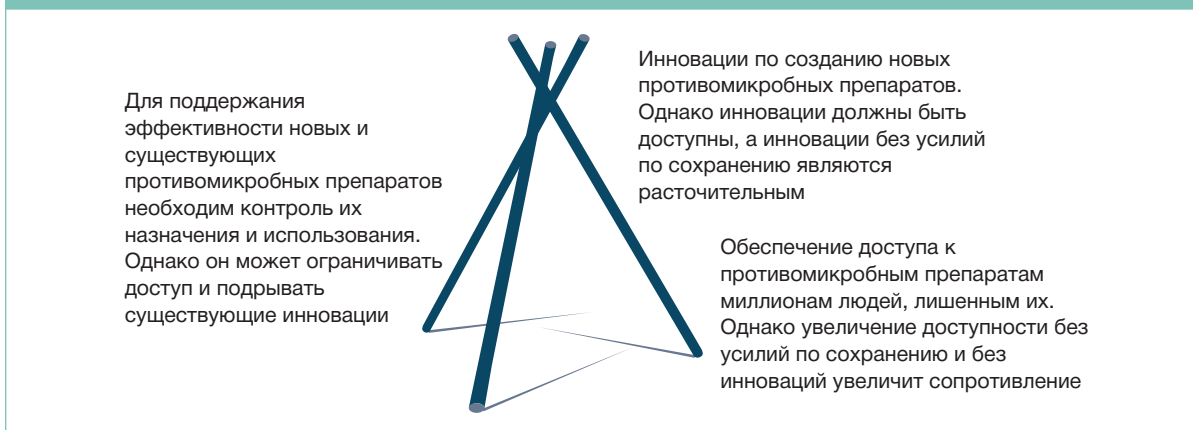 Для поддержания
эффективности новых и
существующих
противомикробных препаратов
необходим контроль их
назначения и использования.
Однако он может ограничивать
доступ и подрывать
существующие инновации
Инновации по созданию новых
противомикробных препаратов.
Однако инновации должны быть
доступны, а инновации без усилий
по сохранению являются
расточительным
Обеспечение доступа к
противомикробным препаратам
миллионам людей, лишенным их.
Однако увеличение доступности без
усилий по сохранению и без
инноваций увеличит сопротивление